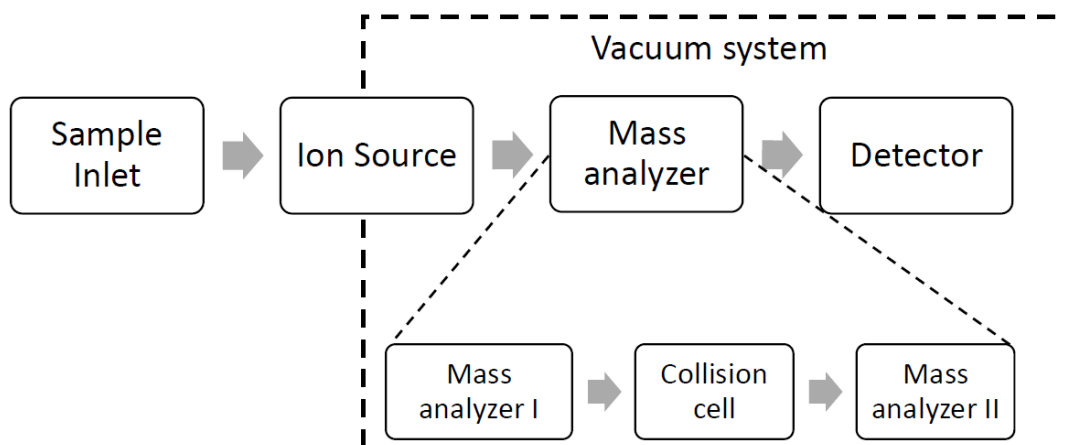 Vacuum system
Sample
Inlet
Ion Source
Mass
analyzer
Detector
Mass
analyzer I
Collision
cell
Mass
analyzer II